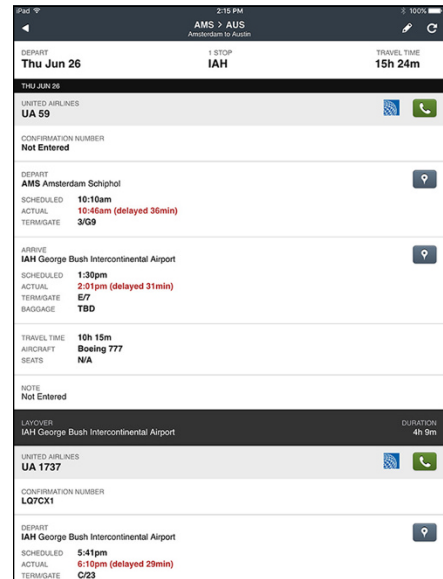 iPad 2:15 PM 100%
AMS > AUS
Amsterdam to Austin
DEPART 1 STOP TRAVEL TIME
Thu Jun 26 IAH 15h 24m
THU JUN 26
UNITED AIRLINES
UA 59
CONFIRMATION NUMBER
Not Entered
DEPART
AMS Amsterdam Schiphol
SCHEDULED 10:10am
ACTUAL 10:46am (delayed 36min)
TERM/GATE 3/G9
ARRIVE
IAH George Bush Intercontinental Airport
SCHEDULED 1:30pm
ACTUAL 2:01pm (delayed 31min)
TERM/GATE E/7
BAGGAGE TBD
TRAVEL TIME 10h 15m
AIRCRAFT Boeing 777
SEATS N/A
NOTE
Not Entered
LAYOVER DURATION
IAH George Bush Intercontinental Airport 4h 9m
UNITED AIRLINES
UA 1737
CONFIRMATION NUMBER
LQ7CX1
DEPART
IAH George Bush Intercontinental Airport
SCHEDULED 5:41pm
ACTUAL 6:10pm (delayed 29min)
TERM/GATE C/23